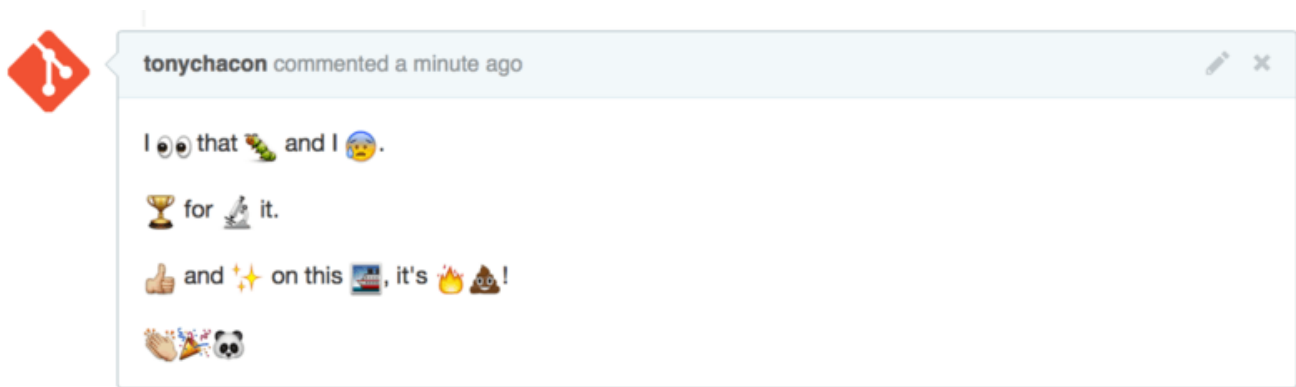 tonychacon commented a minute ago
I 👀 that 🐛 and I 😰.
🏆 for 🔬 it.
👍 and ✨ on this 🚢, it's 🔥💩!
👏🎉🐼